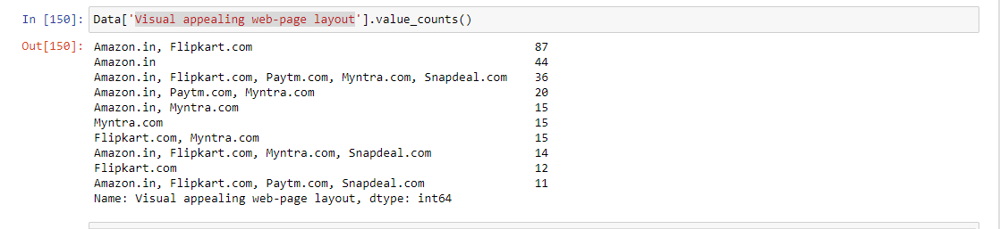 In [150]: Data['Visual appealing web-page layout'].value_counts()
Out[150]: Amazon.in, Flipkart.com 87
Amazon.in 44
Amazon.in, Flipkart.com, Paytm.com, Myntra.com, Snapdeal.com 36
Amazon.in, Paytm.com, Myntra.com 20
Amazon.in, Myntra.com 15
Myntra.com 15
Flipkart.com, Myntra.com 15
Amazon.in, Flipkart.com, Myntra.com, Snapdeal.com 14
Flipkart.com 12
Amazon.in, Flipkart.com, Paytm.com, Snapdeal.com 11
Name: Visual appealing web-page layout, dtype: int64